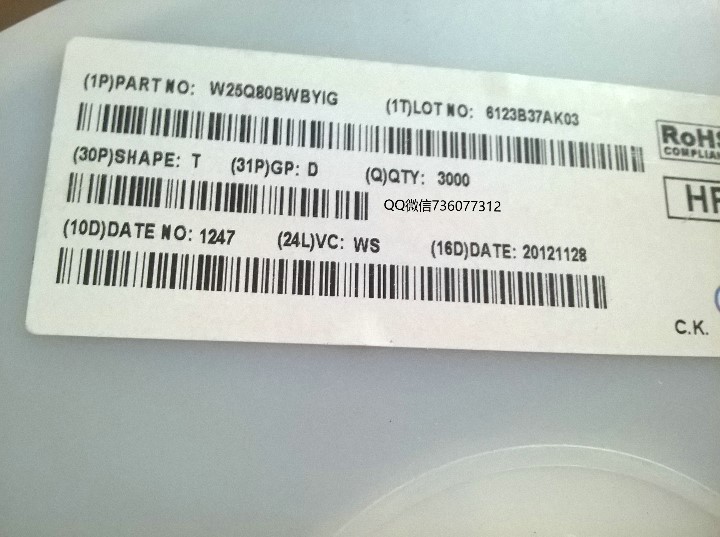 (1P)PART NO: W25Q80BWBYIG (1T)LOT NO: 6123B37AK03
RoHS
COMPLIAN
(30P)SHAPE: T (31P)GP: D (Q)QTY: 3000
HF
QQ微信736077312
(10D)DATE NO: 1247 (24L)VC: WS (16D)DATE: 20121128
C.K.